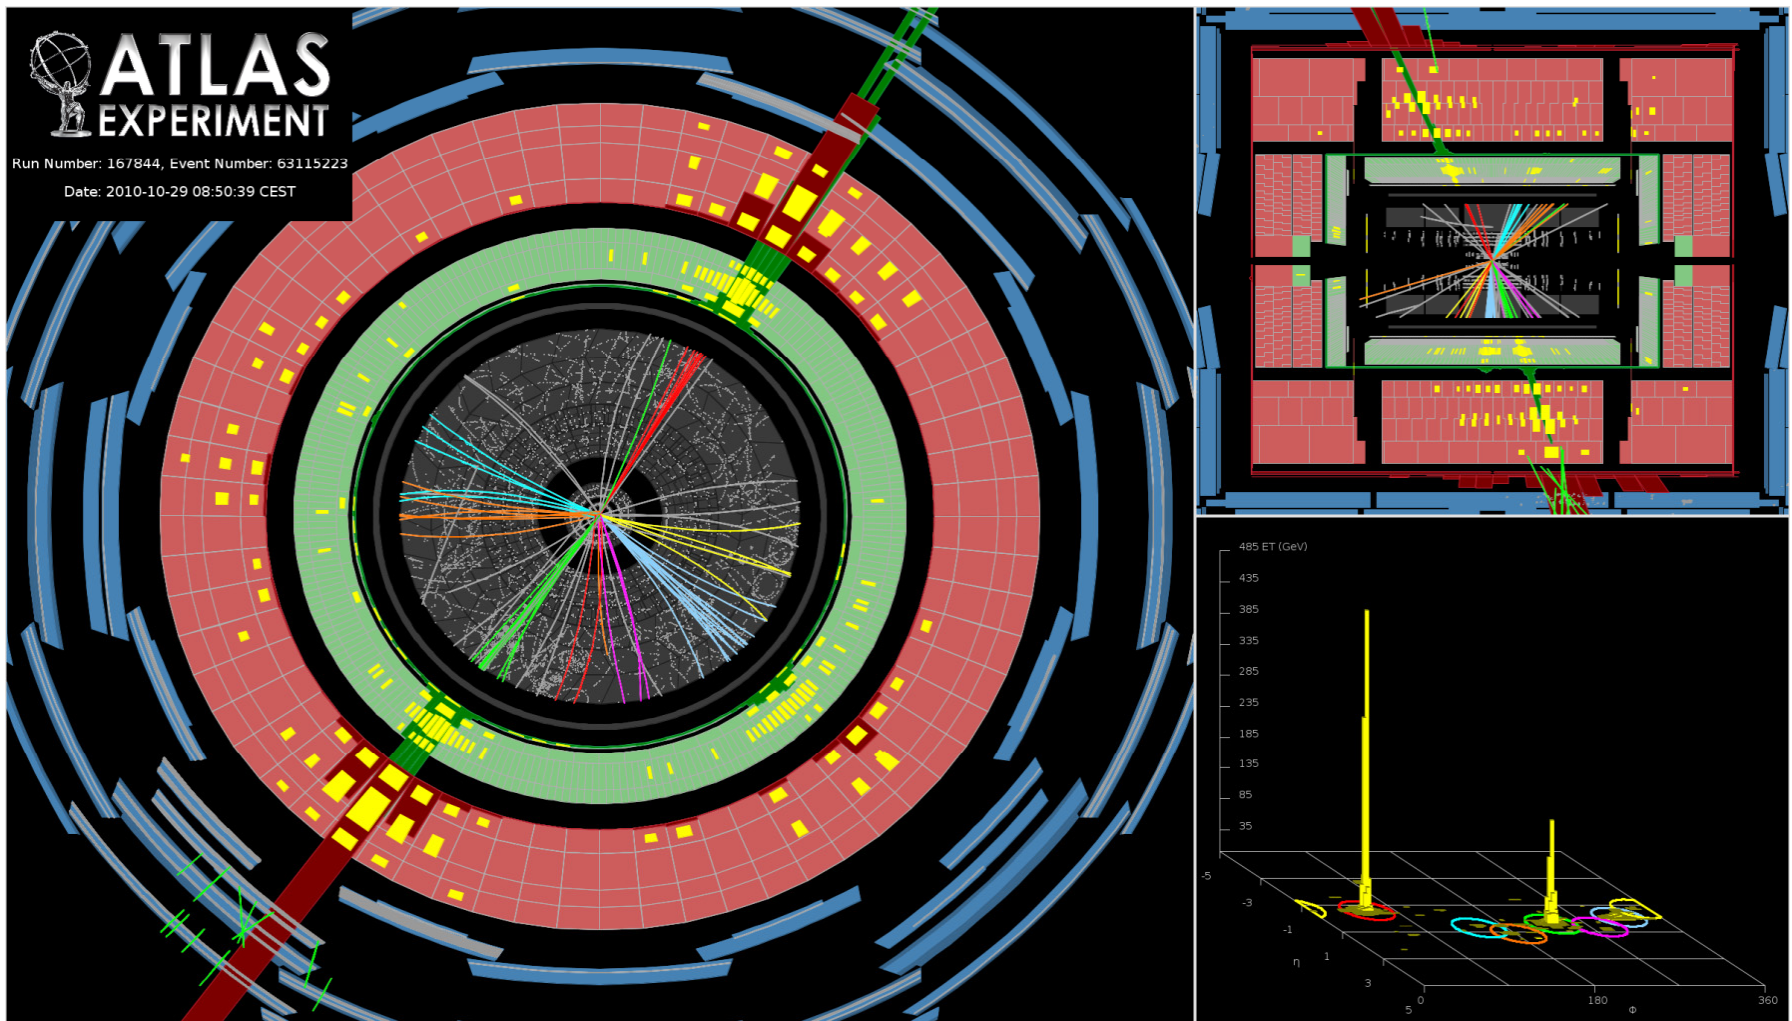 ATLAS
EXPERIMENT
Run Number: 167844, Event Number: 63115223
Date: 2010-10-29 08:50:39 CEST
485 ET (GeV)
435
385
335
285
235
185
135
85
35
-5
-3
-1
η 1
3
5
0 180 360
Φ